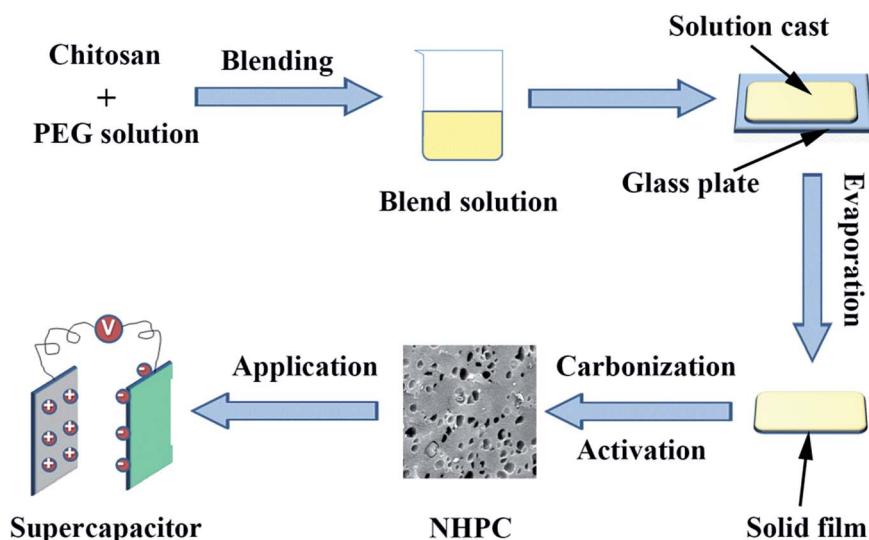 Chitosan
+
PEG solution
Blending
Blend solution
Solution cast
Glass plate
Evaporation
Solid film
Carbonization
Activation
NHPC
Application
V
+ + + + + +
- - - -
Supercapacitor